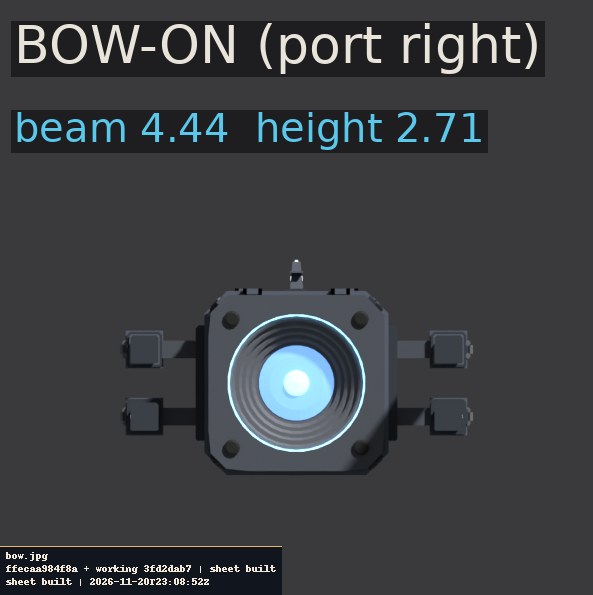 BOW-ON (port right)
beam 4.44  height 2.71
bow.jpg
ffecaa984f8a + working 3fd2dab7 | sheet built
sheet built | 2026-11-20T23:08:52Z